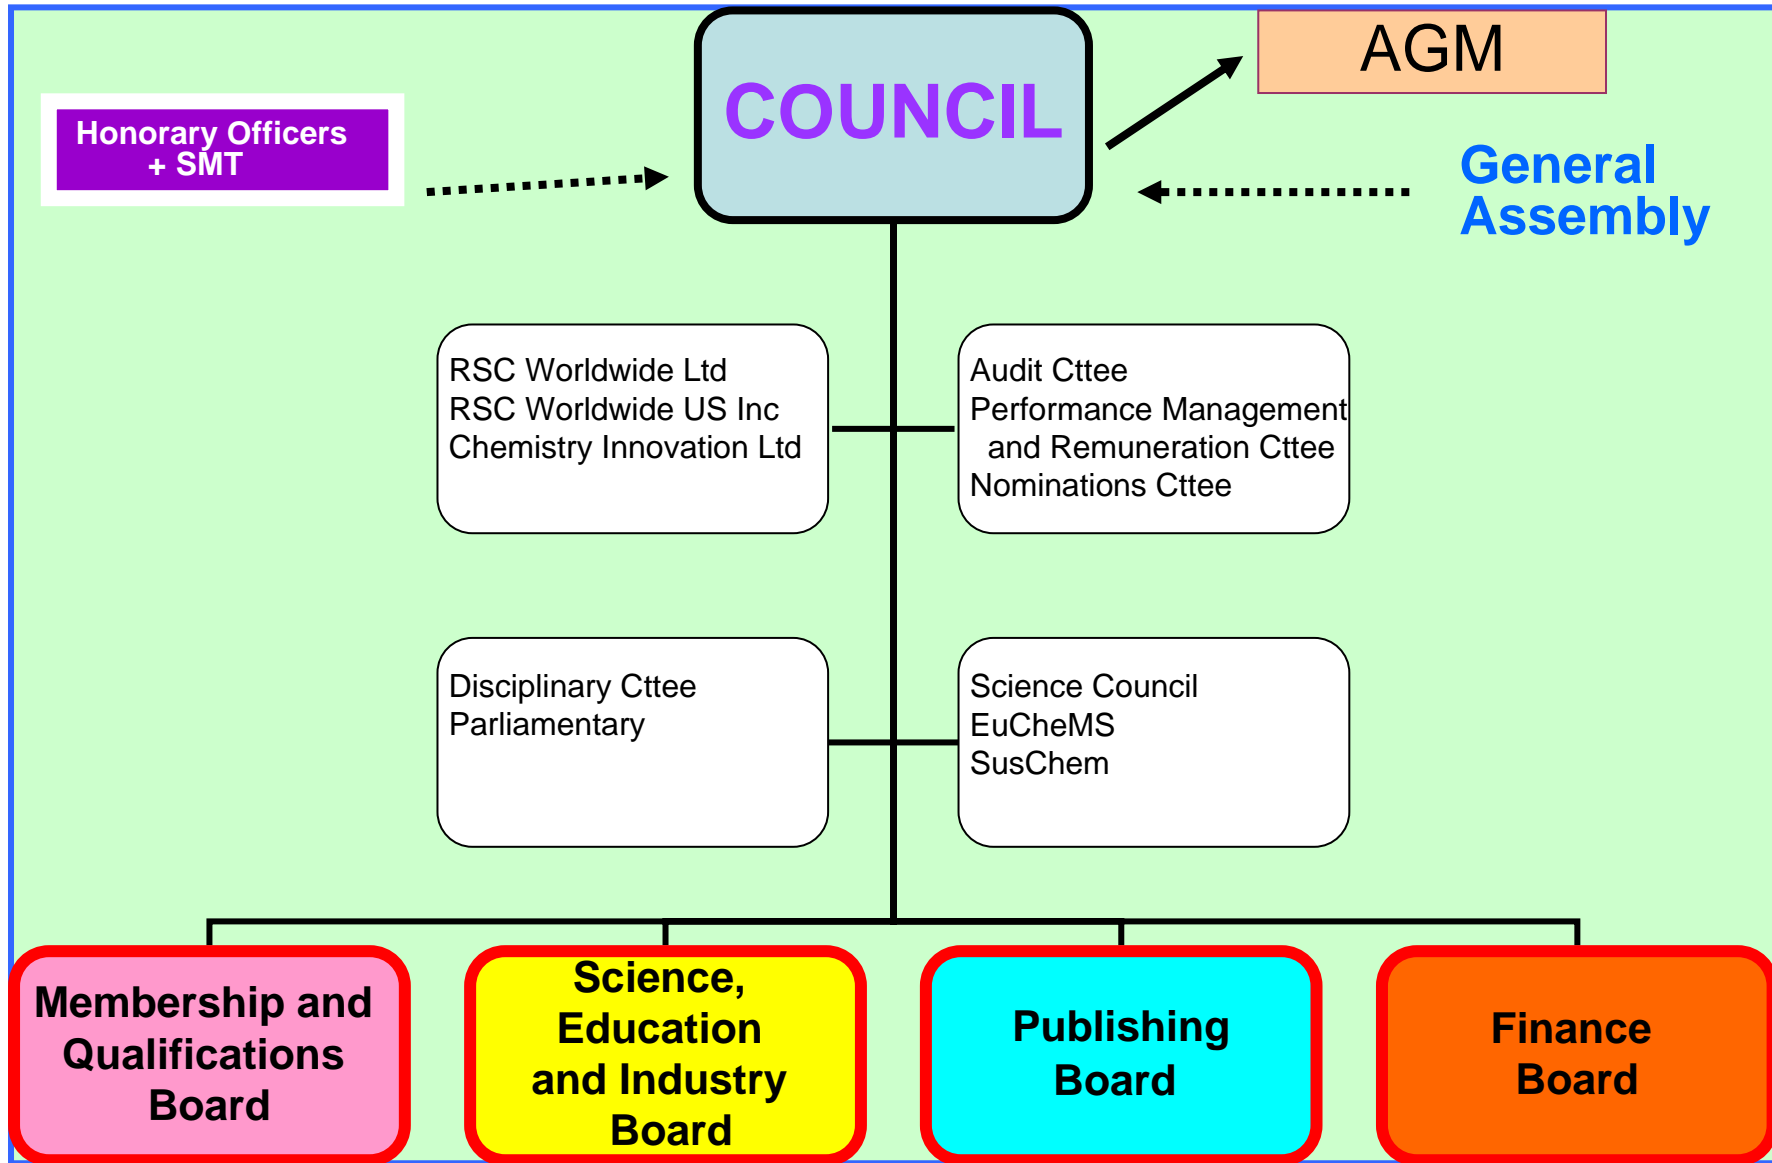 COUNCIL
AGM
Honorary Officers
+ SMT
General
Assembly
RSC Worldwide Ltd
RSC Worldwide US Inc
Chemistry Innovation Ltd
Audit Cttee
Performance Management
and Remuneration Cttee
Nominations Cttee
Disciplinary Cttee
Parliamentary
Science Council
EuCheMS
SusChem
Membership and
Qualifications
Board
Science,
Education
and Industry
Board
Publishing
Board
Finance
Board